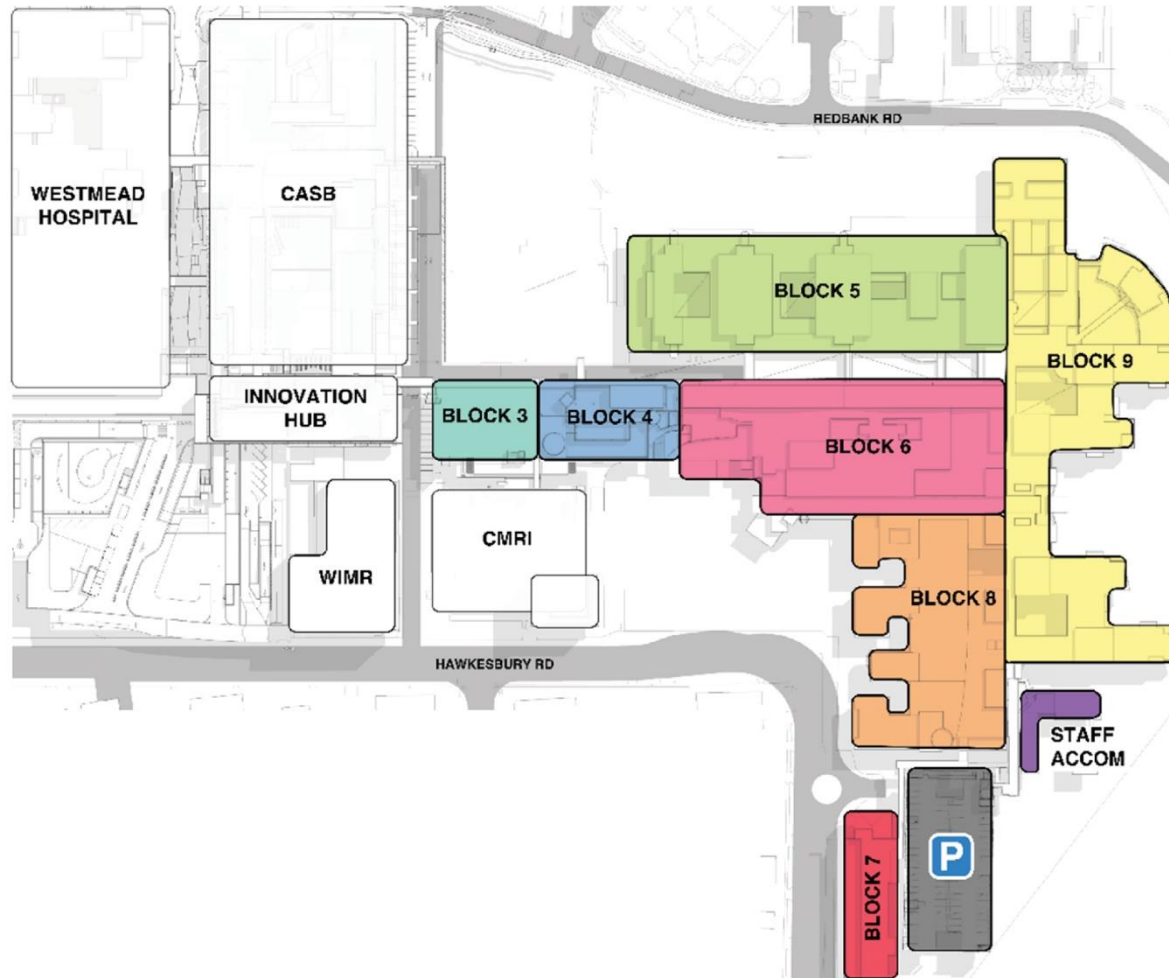 REDBANK RD
WESTMEAD
HOSPITAL
CASB
BLOCK 5
BLOCK 9
INNOVATION
HUB
BLOCK 3
BLOCK 4
BLOCK 6
CMRI
WIMR
BLOCK 8
HAWKESBURY RD
STAFF
ACCOM
P
BLOCK 7